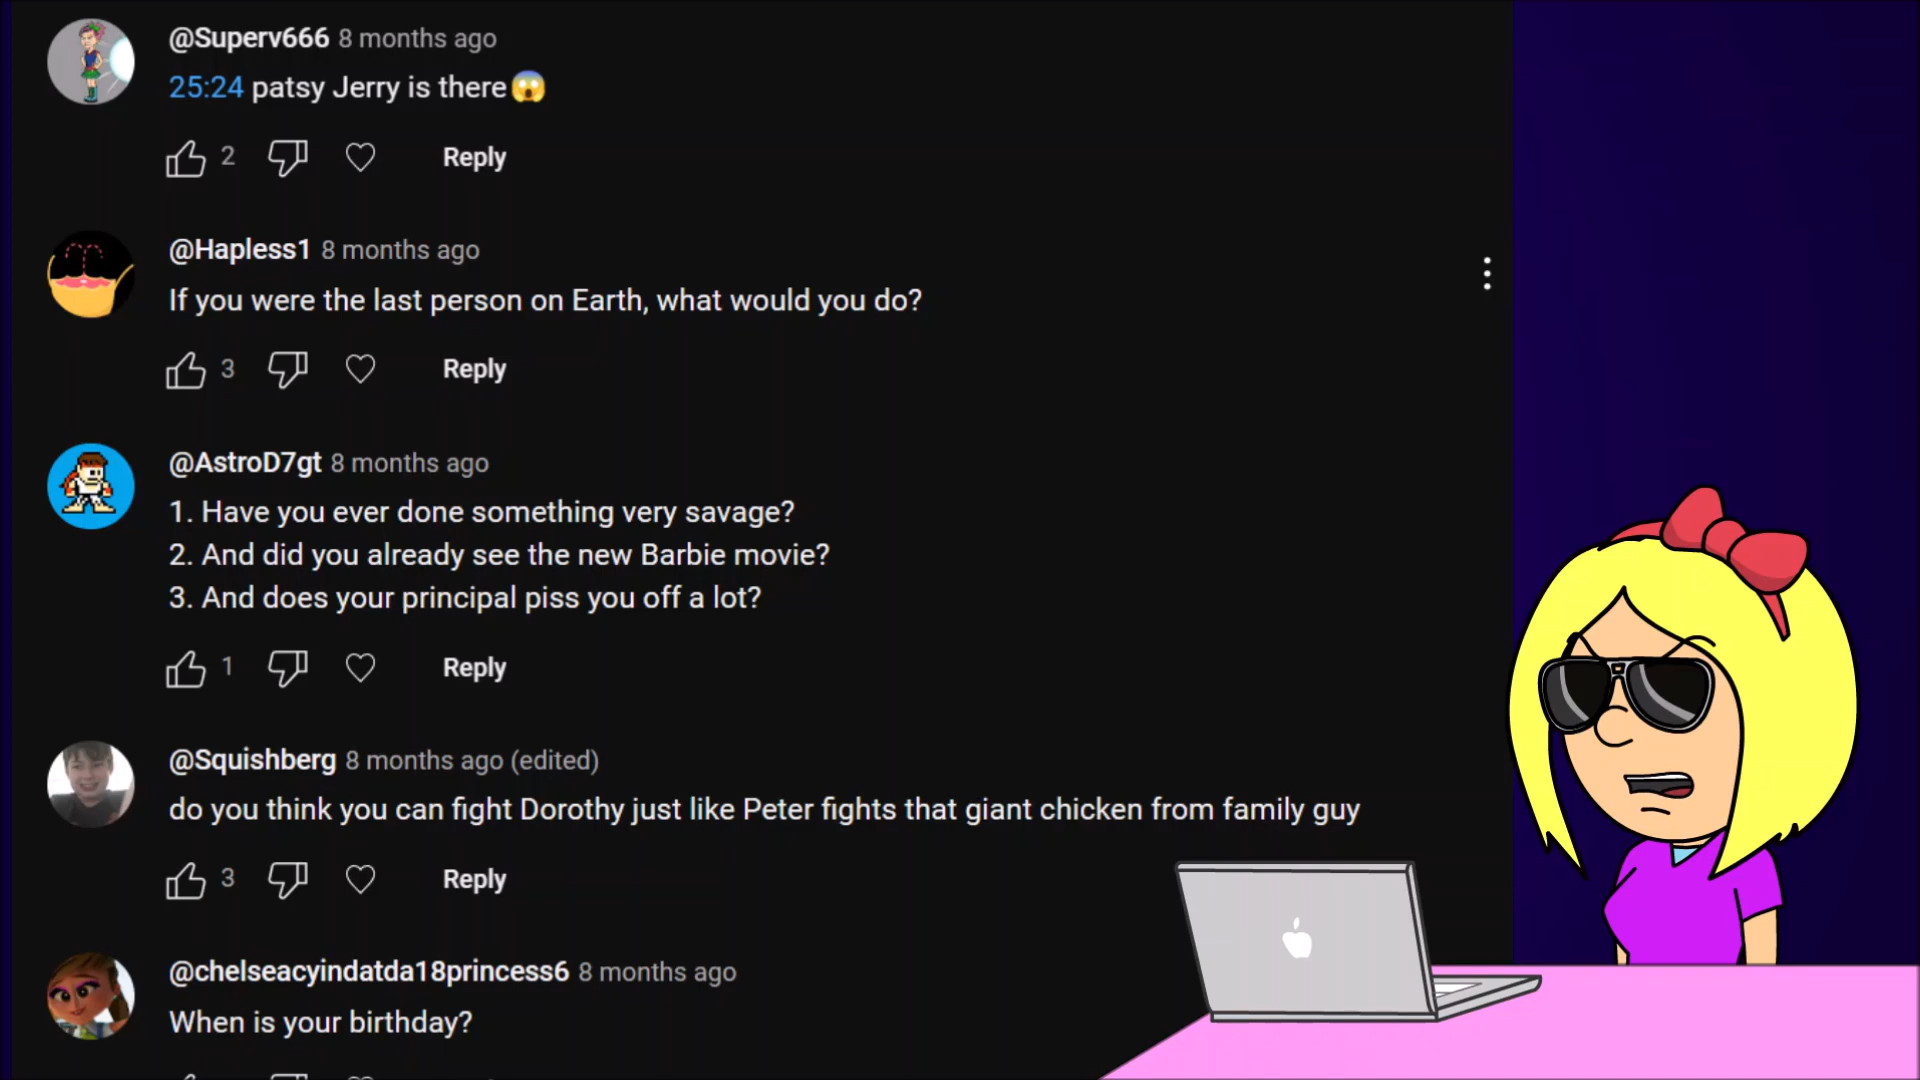 @Superv666 8 months ago
25:24 patsy Jerry is there😱
2 Reply
@Hapless1 8 months ago
If you were the last person on Earth, what would you do?
3 Reply
@AstroD7gt 8 months ago
1. Have you ever done something very savage?
2. And did you already see the new Barbie movie?
3. And does your principal piss you off a lot?
1 Reply
@Squishberg 8 months ago (edited)
do you think you can fight Dorothy just like Peter fights that giant chicken from family guy
3 Reply
@chelseacyindatda18princess6 8 months ago
When is your birthday?